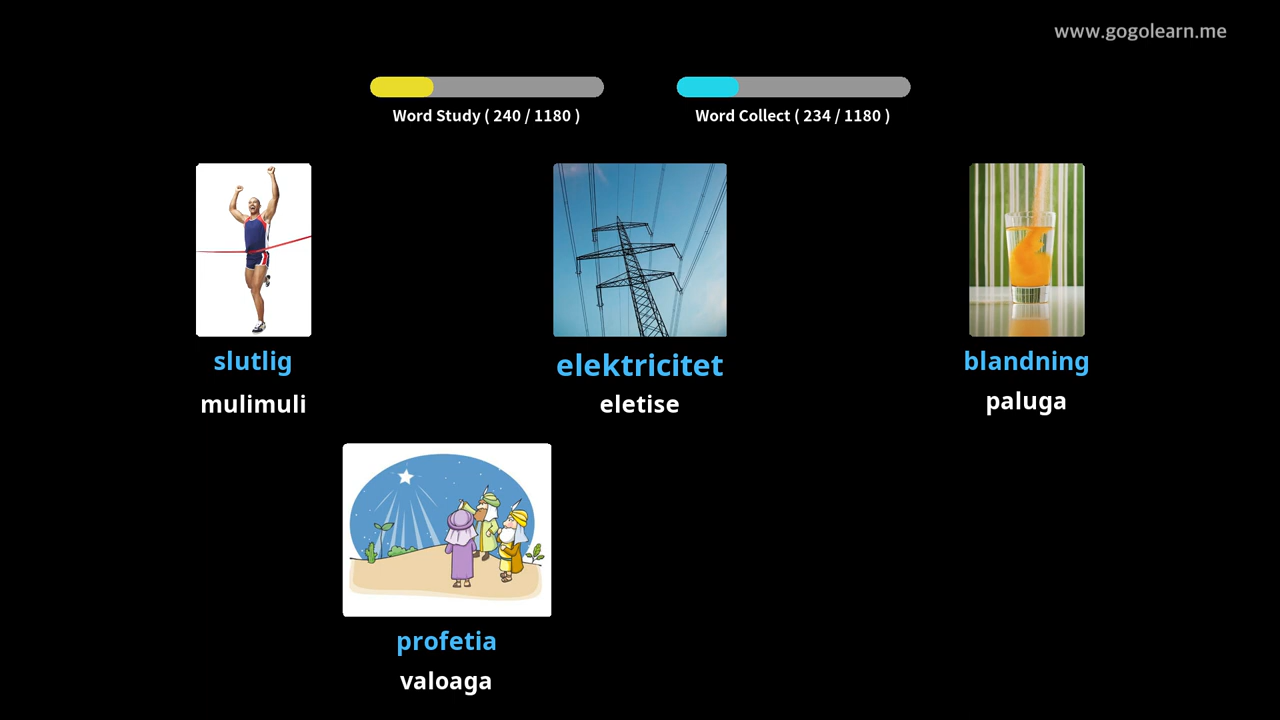 www.gogolearn.me
Word Study ( 240 / 1180 )
Word Collect ( 234 / 1180 )
slutlig
mulimuli
elektricitet
eletise
blandning
paluga
profetia
valoaga